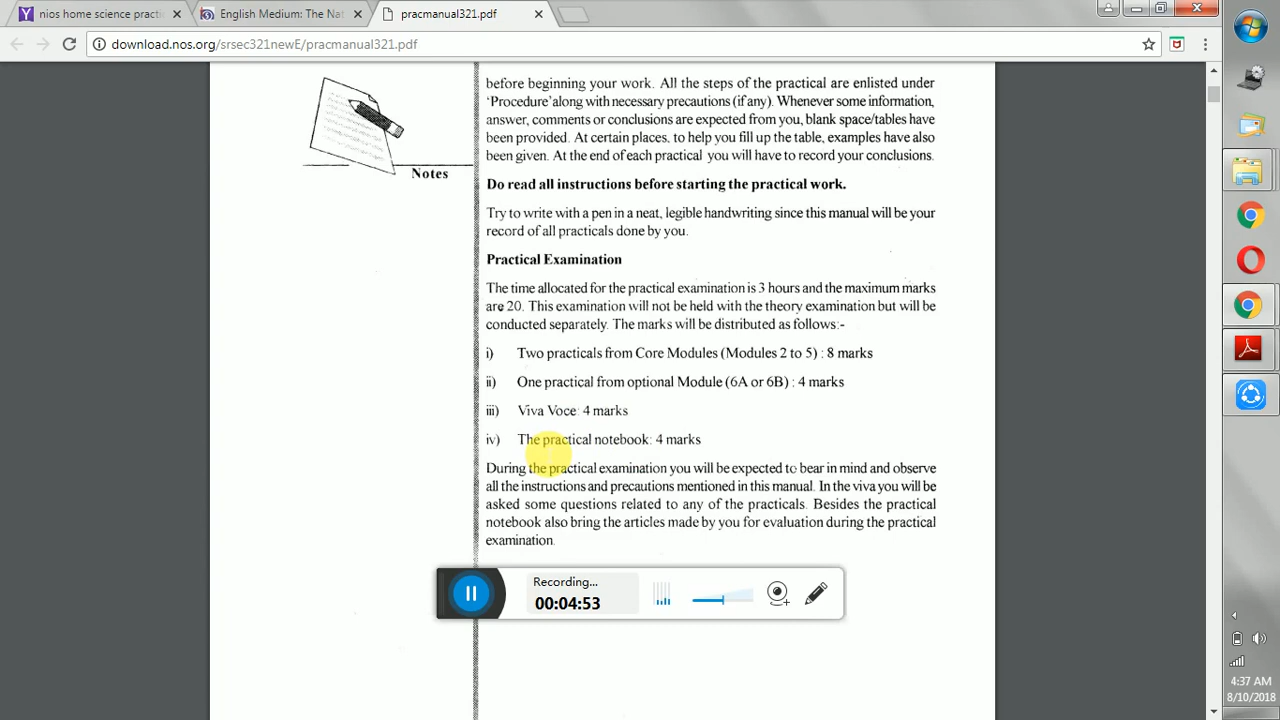 nios home science practi
English Medium: The Nat
pracmanual321.pdf
download.nos.org/srsec321newE/pracmanual321.pdf
before beginning your work. All the steps of the practical are enlisted under
'Procedure'along with necessary precautions (if any). Whenever some information,
answer, comments or conclusions are expected from you, blank space/tables have
been provided. At certain places, to help you fill up the table, examples have also
been given. At the end of each practical you will have to record your conclusions.
Notes
Do read all instructions before starting the practical work.
Try to write with a pen in a neat, legible handwriting since this manual will be your
record of all practicals done by you.
Practical Examination
The time allocated for the practical examination is 3 hours and the maximum marks
are 20. This examination will not be held with the theory examination but will be
conducted separately. The marks will be distributed as follows:-
i) Two practicals from Core Modules (Modules 2 to 5) : 8 marks
ii) One practical from optional Module (6A or 6B) : 4 marks
iii) Viva Voce: 4 marks
iv) The practical notebook: 4 marks
During the practical examination you will be expected to bear in mind and observe
all the instructions and precautions mentioned in this manual. In the viva you will be
asked some questions related to any of the practicals. Besides the practical
notebook also bring the articles made by you for evaluation during the practical
examination.
Recording...
00:04:53
4:37 AM
8/10/2018